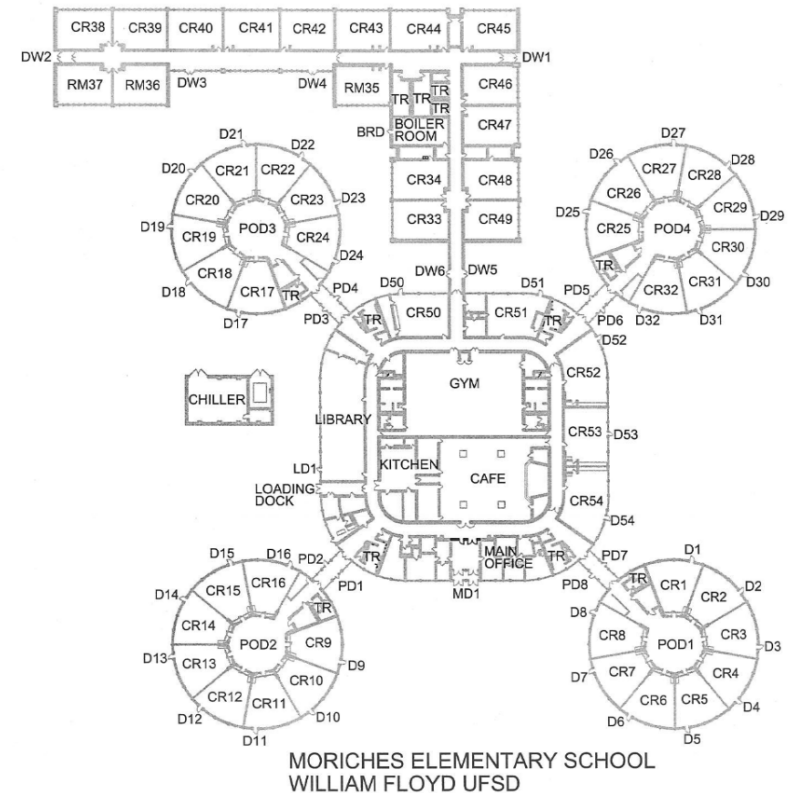 CR38 CR39 CR40 CR41 CR42 CR43 CR44 CR45
DW2 DW1
RM37 RM36 DW3 DW4 RM35 CR46
TR TR TR
TR
BRD BOILER
ROOM
CR47
CR34 CR48
CR33 CR49
DW6 DW5
D21 D22
D20 CR21 CR22
CR20 CR23 D23
D19 CR19 POD3 CR24
CR18 D24
D18 CR17 TR
D17
PD4
PD3
D27
D26 D28
CR27 CR28
CR26 CR29
D25 CR25 POD4 D29
CR30
TR CR31 D30
CR32
D32 D31
PD5
PD6
D50 D51
TR CR50 CR51 TR
D52
CR52
GYM
CHILLER
LIBRARY
CR53 D53
KITCHEN
CAFE
LD1
LOADING
DOCK
CR54
D54
TR MAIN
OFFICE
TR
MD1
PD2
PD1
PD7
PD8
D15 D16
D14 CR15 CR16
CR14 TR
D13 POD2 CR9
CR13 D9
CR12 CR11 CR10
D12 D10
D11
D1
TR CR1 D2
D8 CR2
CR8 POD1 CR3 D3
D7 CR7 CR4
CR6 CR5 D4
D6 D5
MORICHES ELEMENTARY SCHOOL
WILLIAM FLOYD UFSD